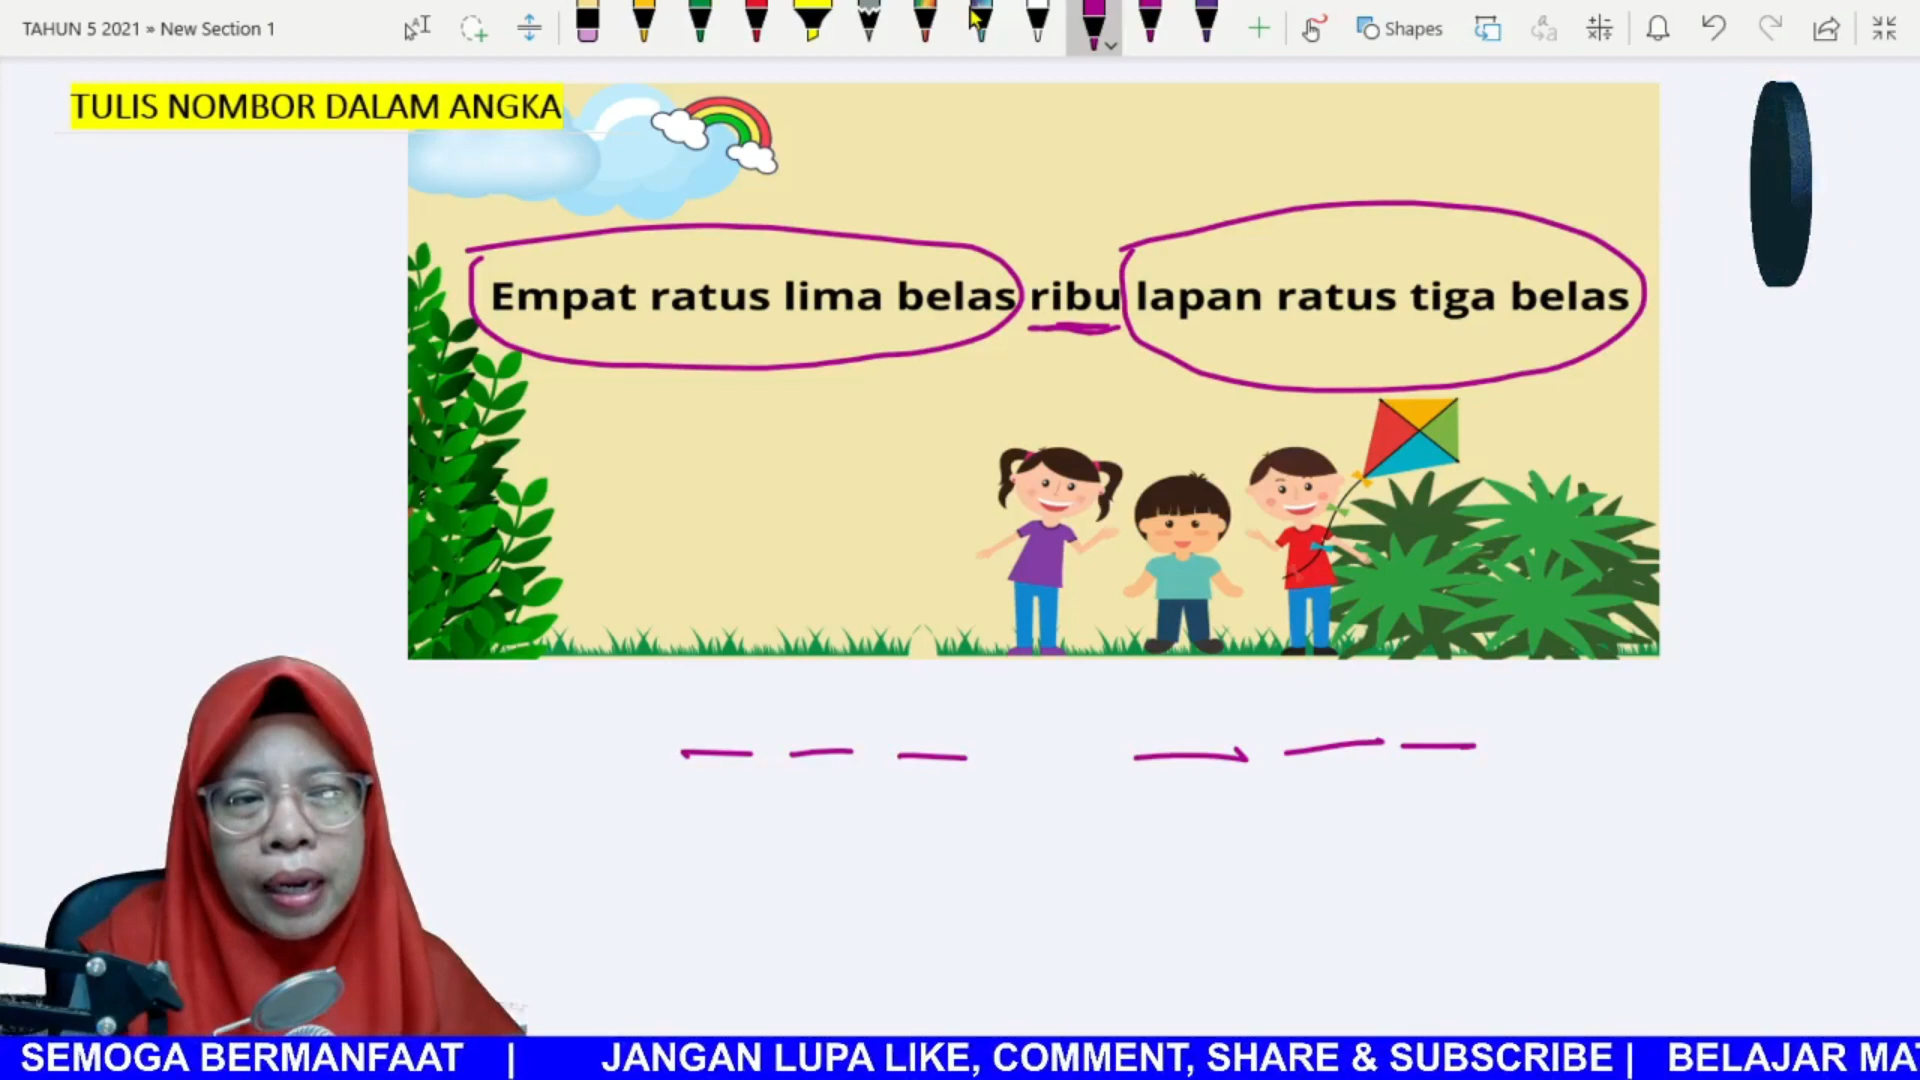 TAHUN 5 2021 » New Section 1
Shapes
TULIS NOMBOR DALAM ANGKA
Empat ratus lima belas ribu lapan ratus tiga belas
SEMOGA BERMANFAAT | JANGAN LUPA LIKE, COMMENT, SHARE & SUBSCRIBE | BELAJAR MAT